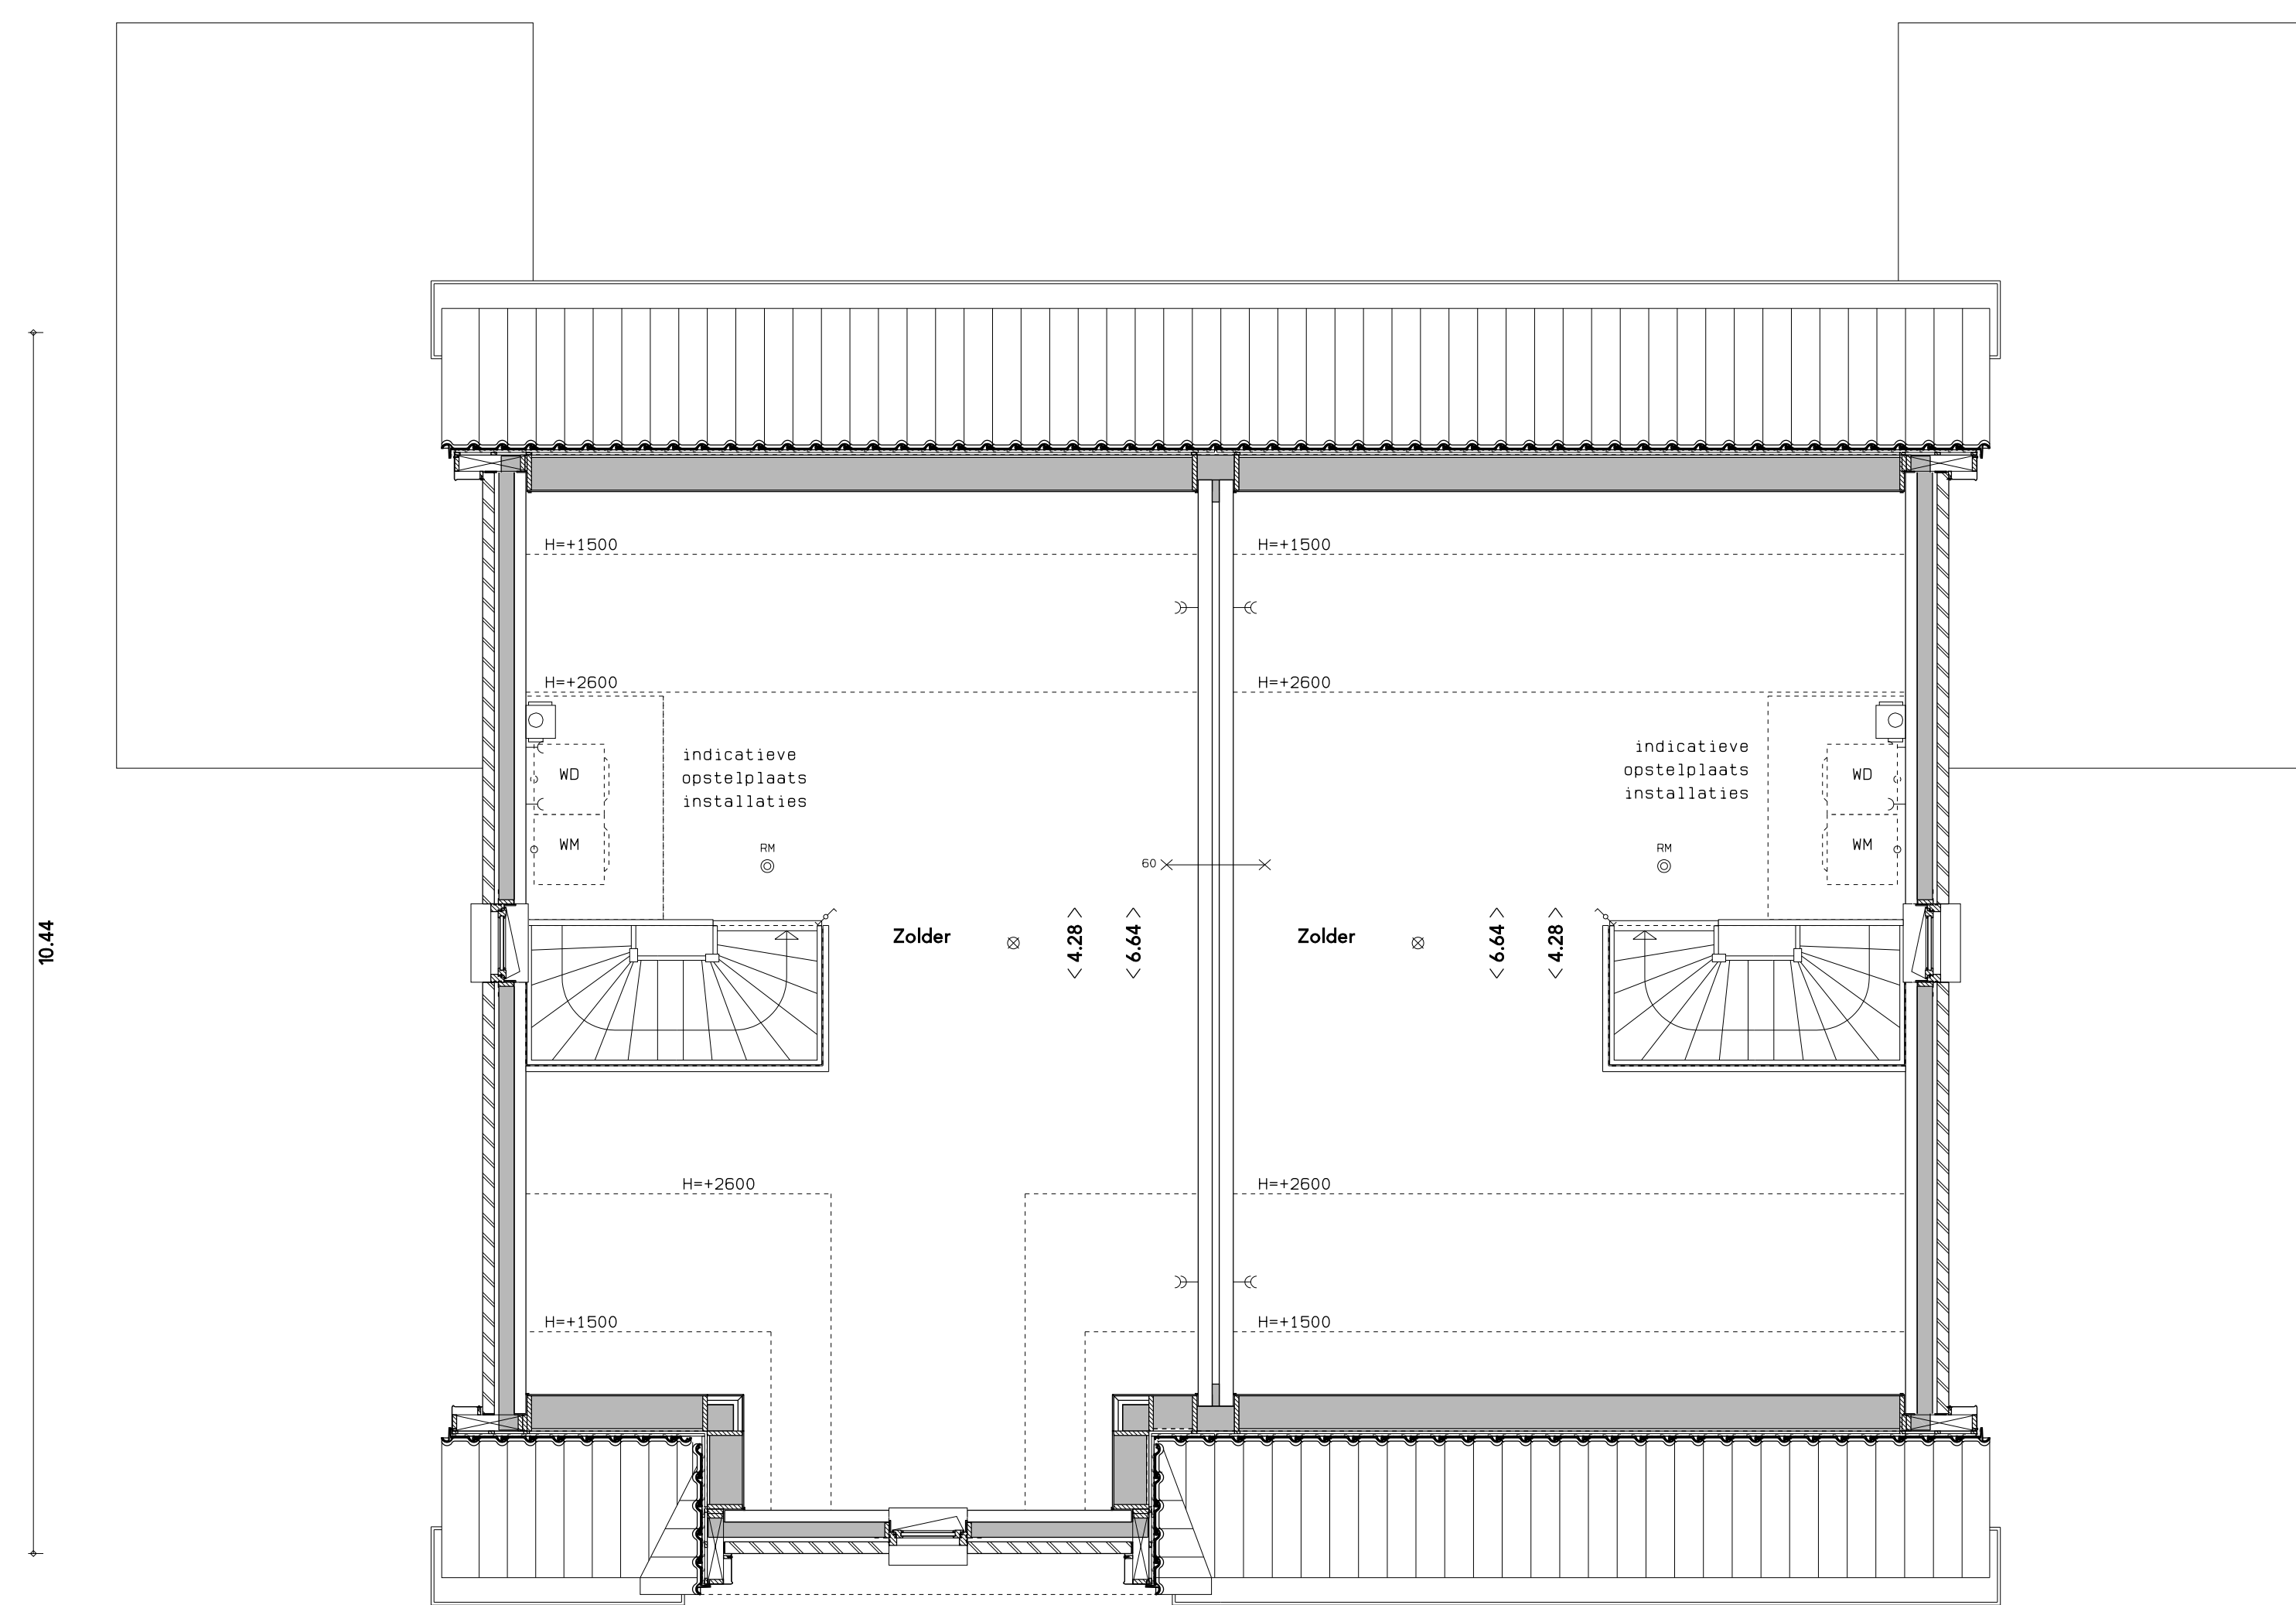 H=+1500
H=+1500
H=+2600
H=+2600
indicatieve
opstelplaats
installaties
indicatieve
opstelplaats
installaties
WD
WD
WM
WM
RM
RM
60
10.44
Zolder
<4.28>
<6.64>
Zolder
<6.64>
<4.28>
H=+2600
H=+2600
H=+1500
H=+1500